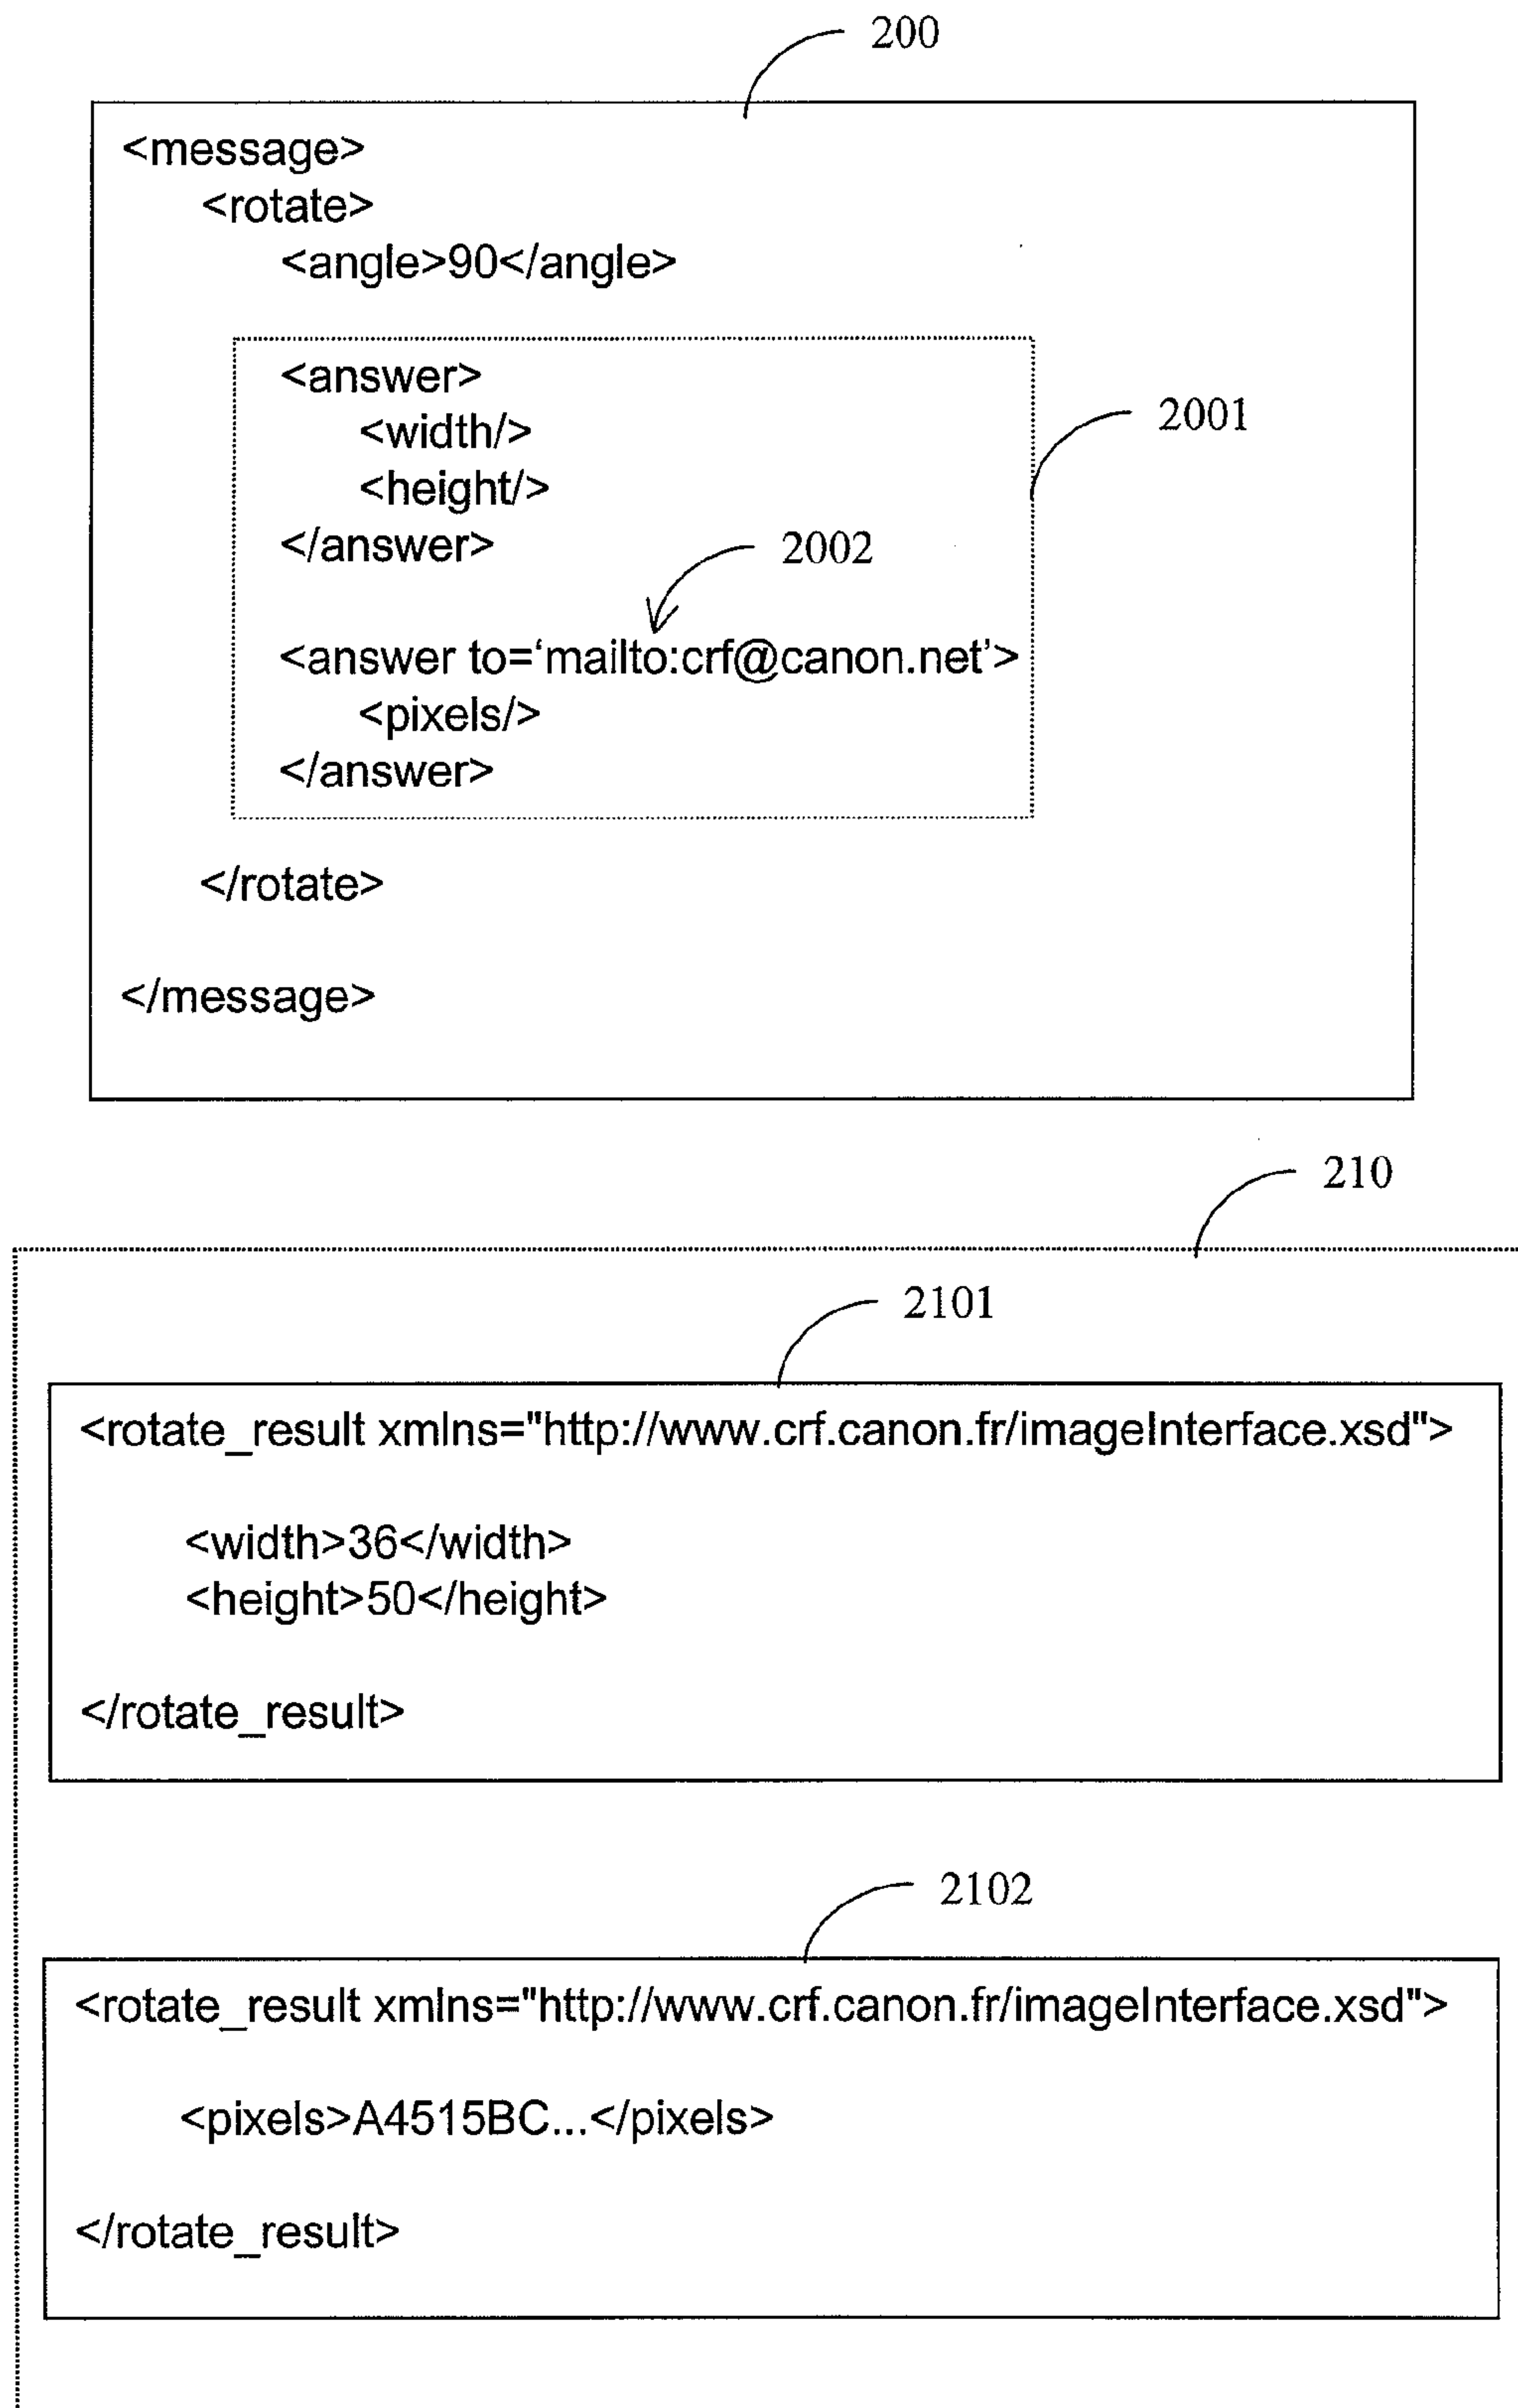 200
<message>
<rotate>
<angle>90</angle>
<answer>
<width/>
<height/>
</answer>
2001
2002
<answer to=‘mailto:crf@canon.net’>
<pixels/>
</answer>
</rotate>
</message>
210
2101
<rotate_result xmlns="http://www.crf.canon.fr/imageInterface.xsd">
<width>36</width>
<height>50</height>
</rotate_result>
2102
<rotate_result xmlns="http://www.crf.canon.fr/imageInterface.xsd">
<pixels>A4515BC...</pixels>
</rotate_result>